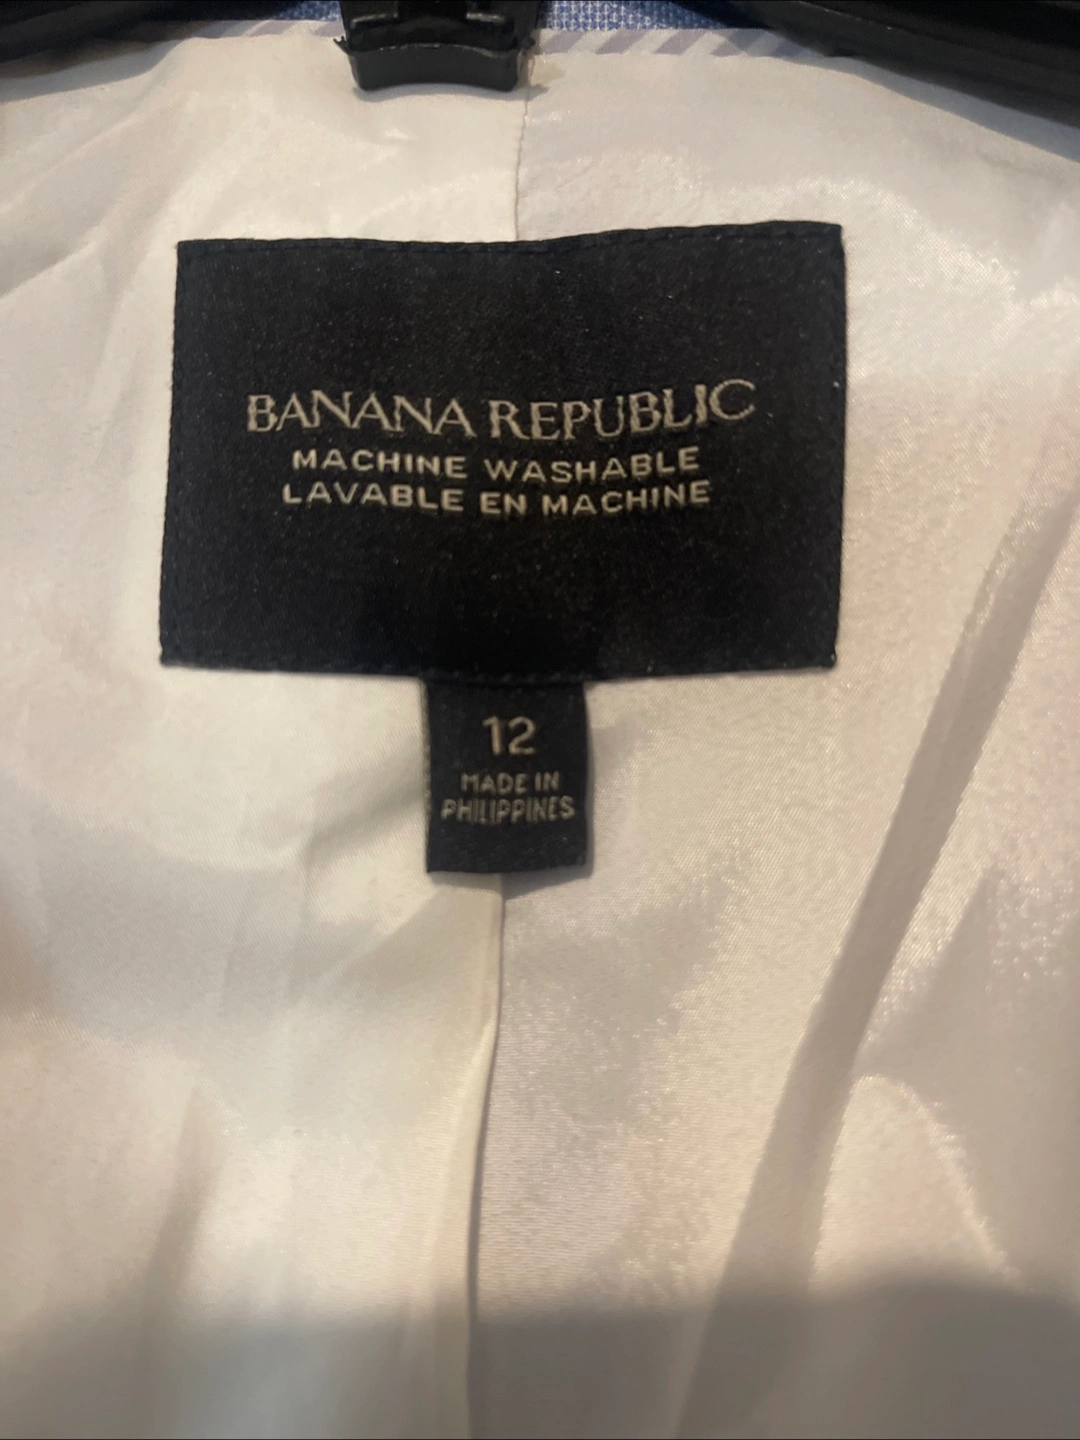 BANANA REPUBLIC
MACHINE WASHABLE
LAVABLE EN MACHINE
12
MADE IN
PHILIPPINES